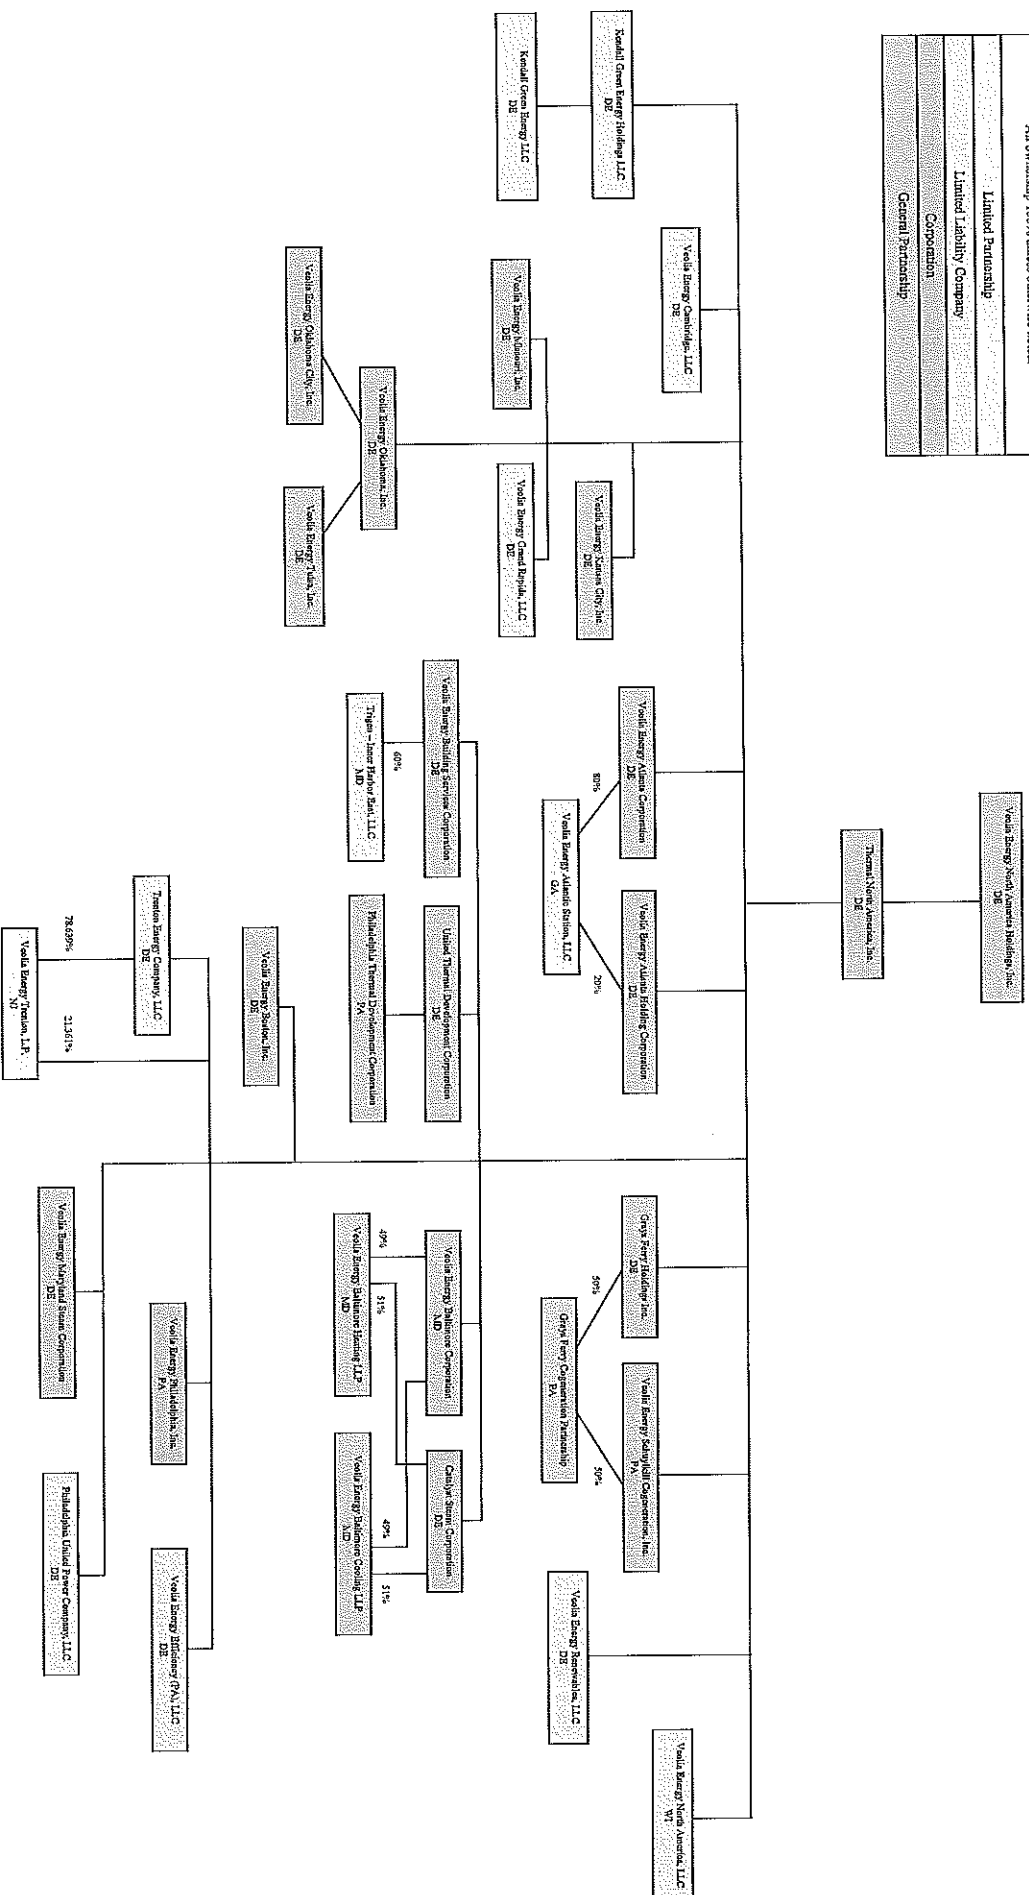 All ownership 100% unless otherwise noted
Limited Partnership
Limited Liability Company
Corporation
General Partnership
Veolia Energy North America Holdings, Inc.
DE
Thermal North America, Inc.
DE
Kendall Green Energy Holdings LLC
DE
Kendall Green Energy LLC
DE
Veolia Energy Cambridge, LLC
DE
Veolia Energy Kansas City, Inc.
DE
Veolia Energy Missouri, Inc.
DE
Veolia Energy Grand Rapids, LLC
DE
Veolia Energy Oklahoma, Inc.
DE
Veolia Energy Oklahoma City, Inc.
DE
Veolia Energy Tulsa, Inc.
DE
Veolia Energy Atlanta Corporation
DE
Veolia Energy Atlanta Holding Corporation
DE
80%
20%
Veolia Energy Atlantic Station, LLC
GA
Grays Ferry Holding Inc.
DE
Veolia Energy Schuylkill Cogeneration, Inc.
PA
50%
50%
Grays Ferry Cogeneration Partnership
PA
Veolia Energy Renewables, LLC
DE
Veolia Energy North America, LLC
WI
Veolia Energy Building Services Corporation
DE
60%
Trigen – Inner Harbor East, LLC
MD
United Thermal Development Corporation
DE
Philadelphia Thermal Development Corporation
PA
Veolia Energy Baltimore Corporation
MD
Catalyst Steam Corporation
DE
49%
51%
49%
51%
Veolia Energy Baltimore Heating LLP
MD
Veolia Energy Baltimore Cooling LLP
MD
Veolia Energy Boston, Inc.
DE
Trenton Energy Company, LLC
DE
78.639%
21.361%
Veolia Energy Trenton, L.P.
NJ
Veolia Energy Philadelphia, Inc.
PA
Veolia Energy Efficiency (PA), LLC
DE
Veolia Energy Maryland Steam Corporation
DE
Philadelphia United Power Company, LLC
DE